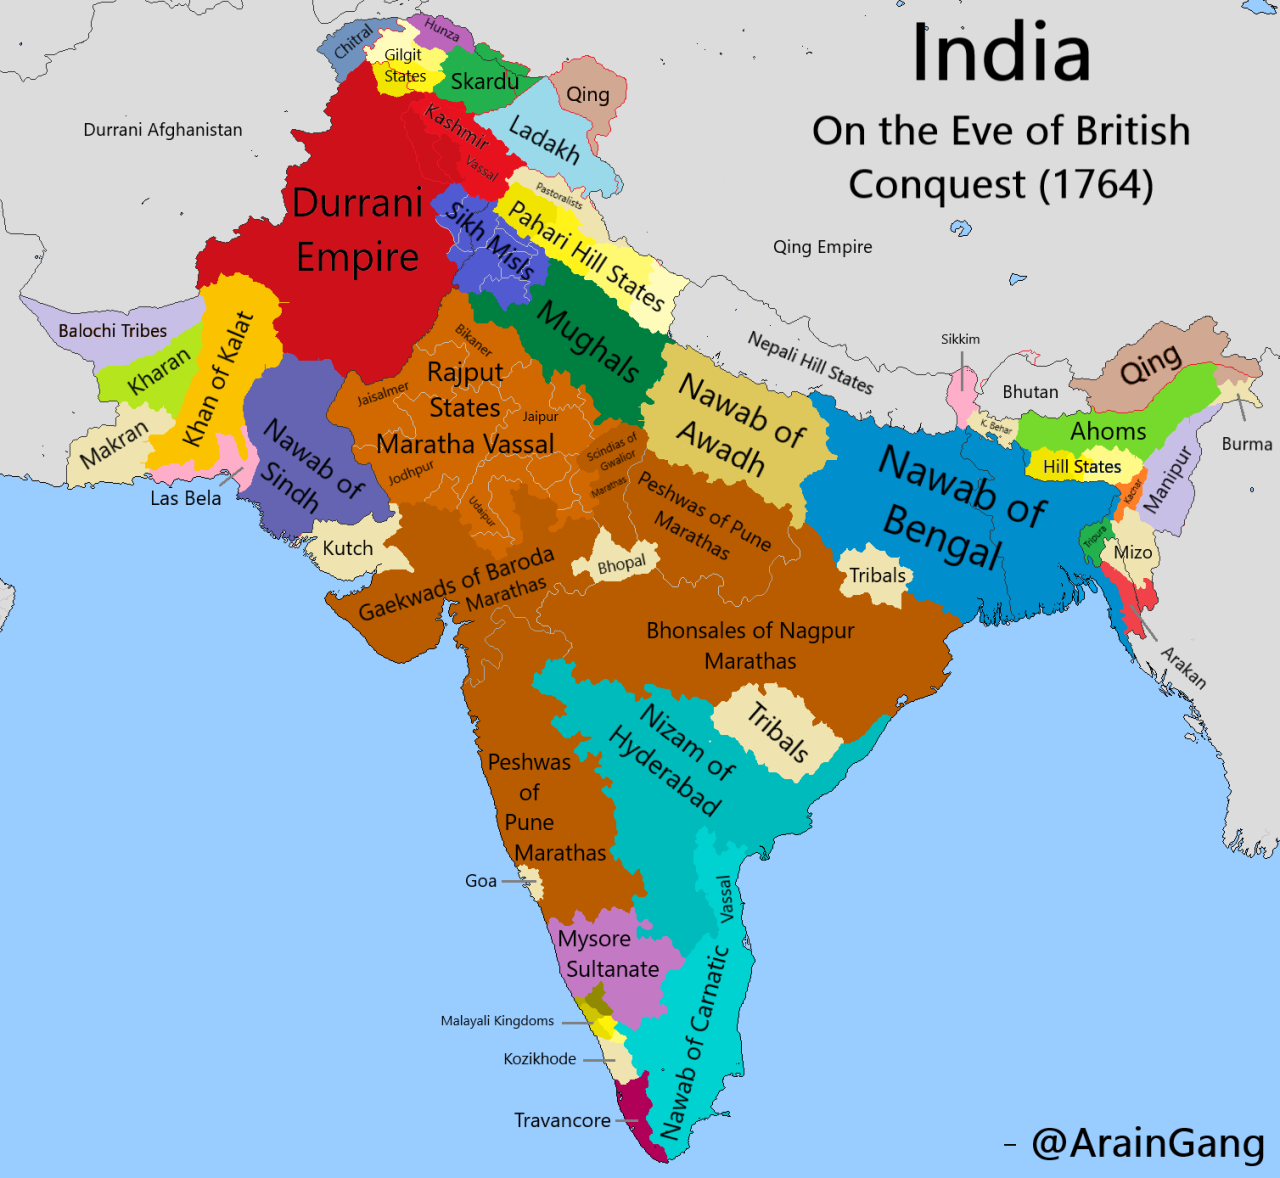 India
On the Eve of British
Conquest (1764)
Chitral
Hunza
Gilgit
States
Skardu
Qing
Durrani Afghanistan
Kashmir
Vassal
Ladakh
Pastoralists
Durrani
Empire
Sikh Misls
Pahari Hill States
Qing Empire
Balochi Tribes
Kharan
Khan of Kalat
Makran
Las Bela
Nawab of
Sindh
Kutch
Mughals
Bikaner
Rajput
States
Maratha Vassal
Jaisalmer
Jaipur
Jodhpur
Udaipur
Scindias of
Gwalior
Marathas
Nepali Hill States
Sikkim
Bhutan
Qing
K. Behar
Ahoms
Burma
Hill States
Kachar
Manipur
Tripura
Mizo
Arakan
Nawab of
Awadh
Nawab of
Bengal
Peshwas of Pune
Marathas
Gaekwads of Baroda
Marathas
Bhopal
Tribals
Bhonsales of Nagpur
Marathas
Tribals
Nizam of
Hyderabad
Peshwas
of
Pune
Marathas
Goa
Mysore
Sultanate
Vassal
Nawab of Carnatic
Malayali Kingdoms
Kozikhode
Travancore
- @ArainGang